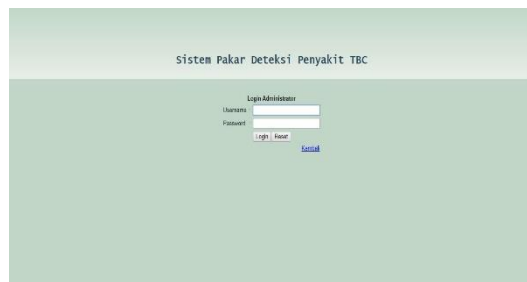 Sistem Pakar Deteksi Penyakit TBC
Login Administrator
Username
Password
Login Reset
Kembali